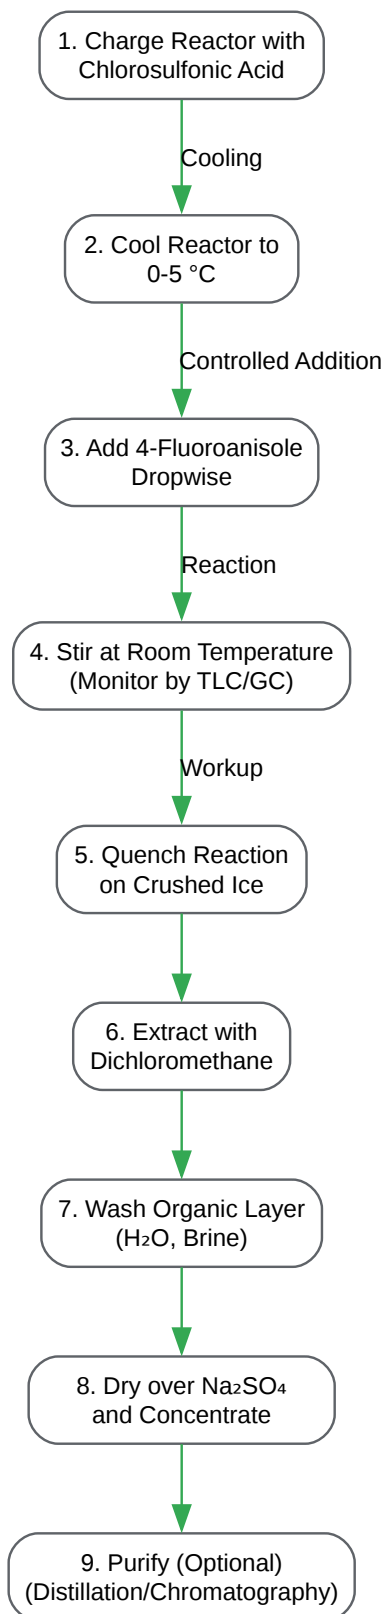 1. Charge Reactor with
Chlorosulfonic Acid
Cooling
2. Cool Reactor to
0-5 °C
Controlled Addition
3. Add 4-Fluoroanisole
Dropwise
Reaction
4. Stir at Room Temperature
(Monitor by TLC/GC)
Workup
5. Quench Reaction
on Crushed Ice
6. Extract with
Dichloromethane
7. Wash Organic Layer
(H₂O, Brine)
8. Dry over Na₂SO₄
and Concentrate
9. Purify (Optional)
(Distillation/Chromatography)